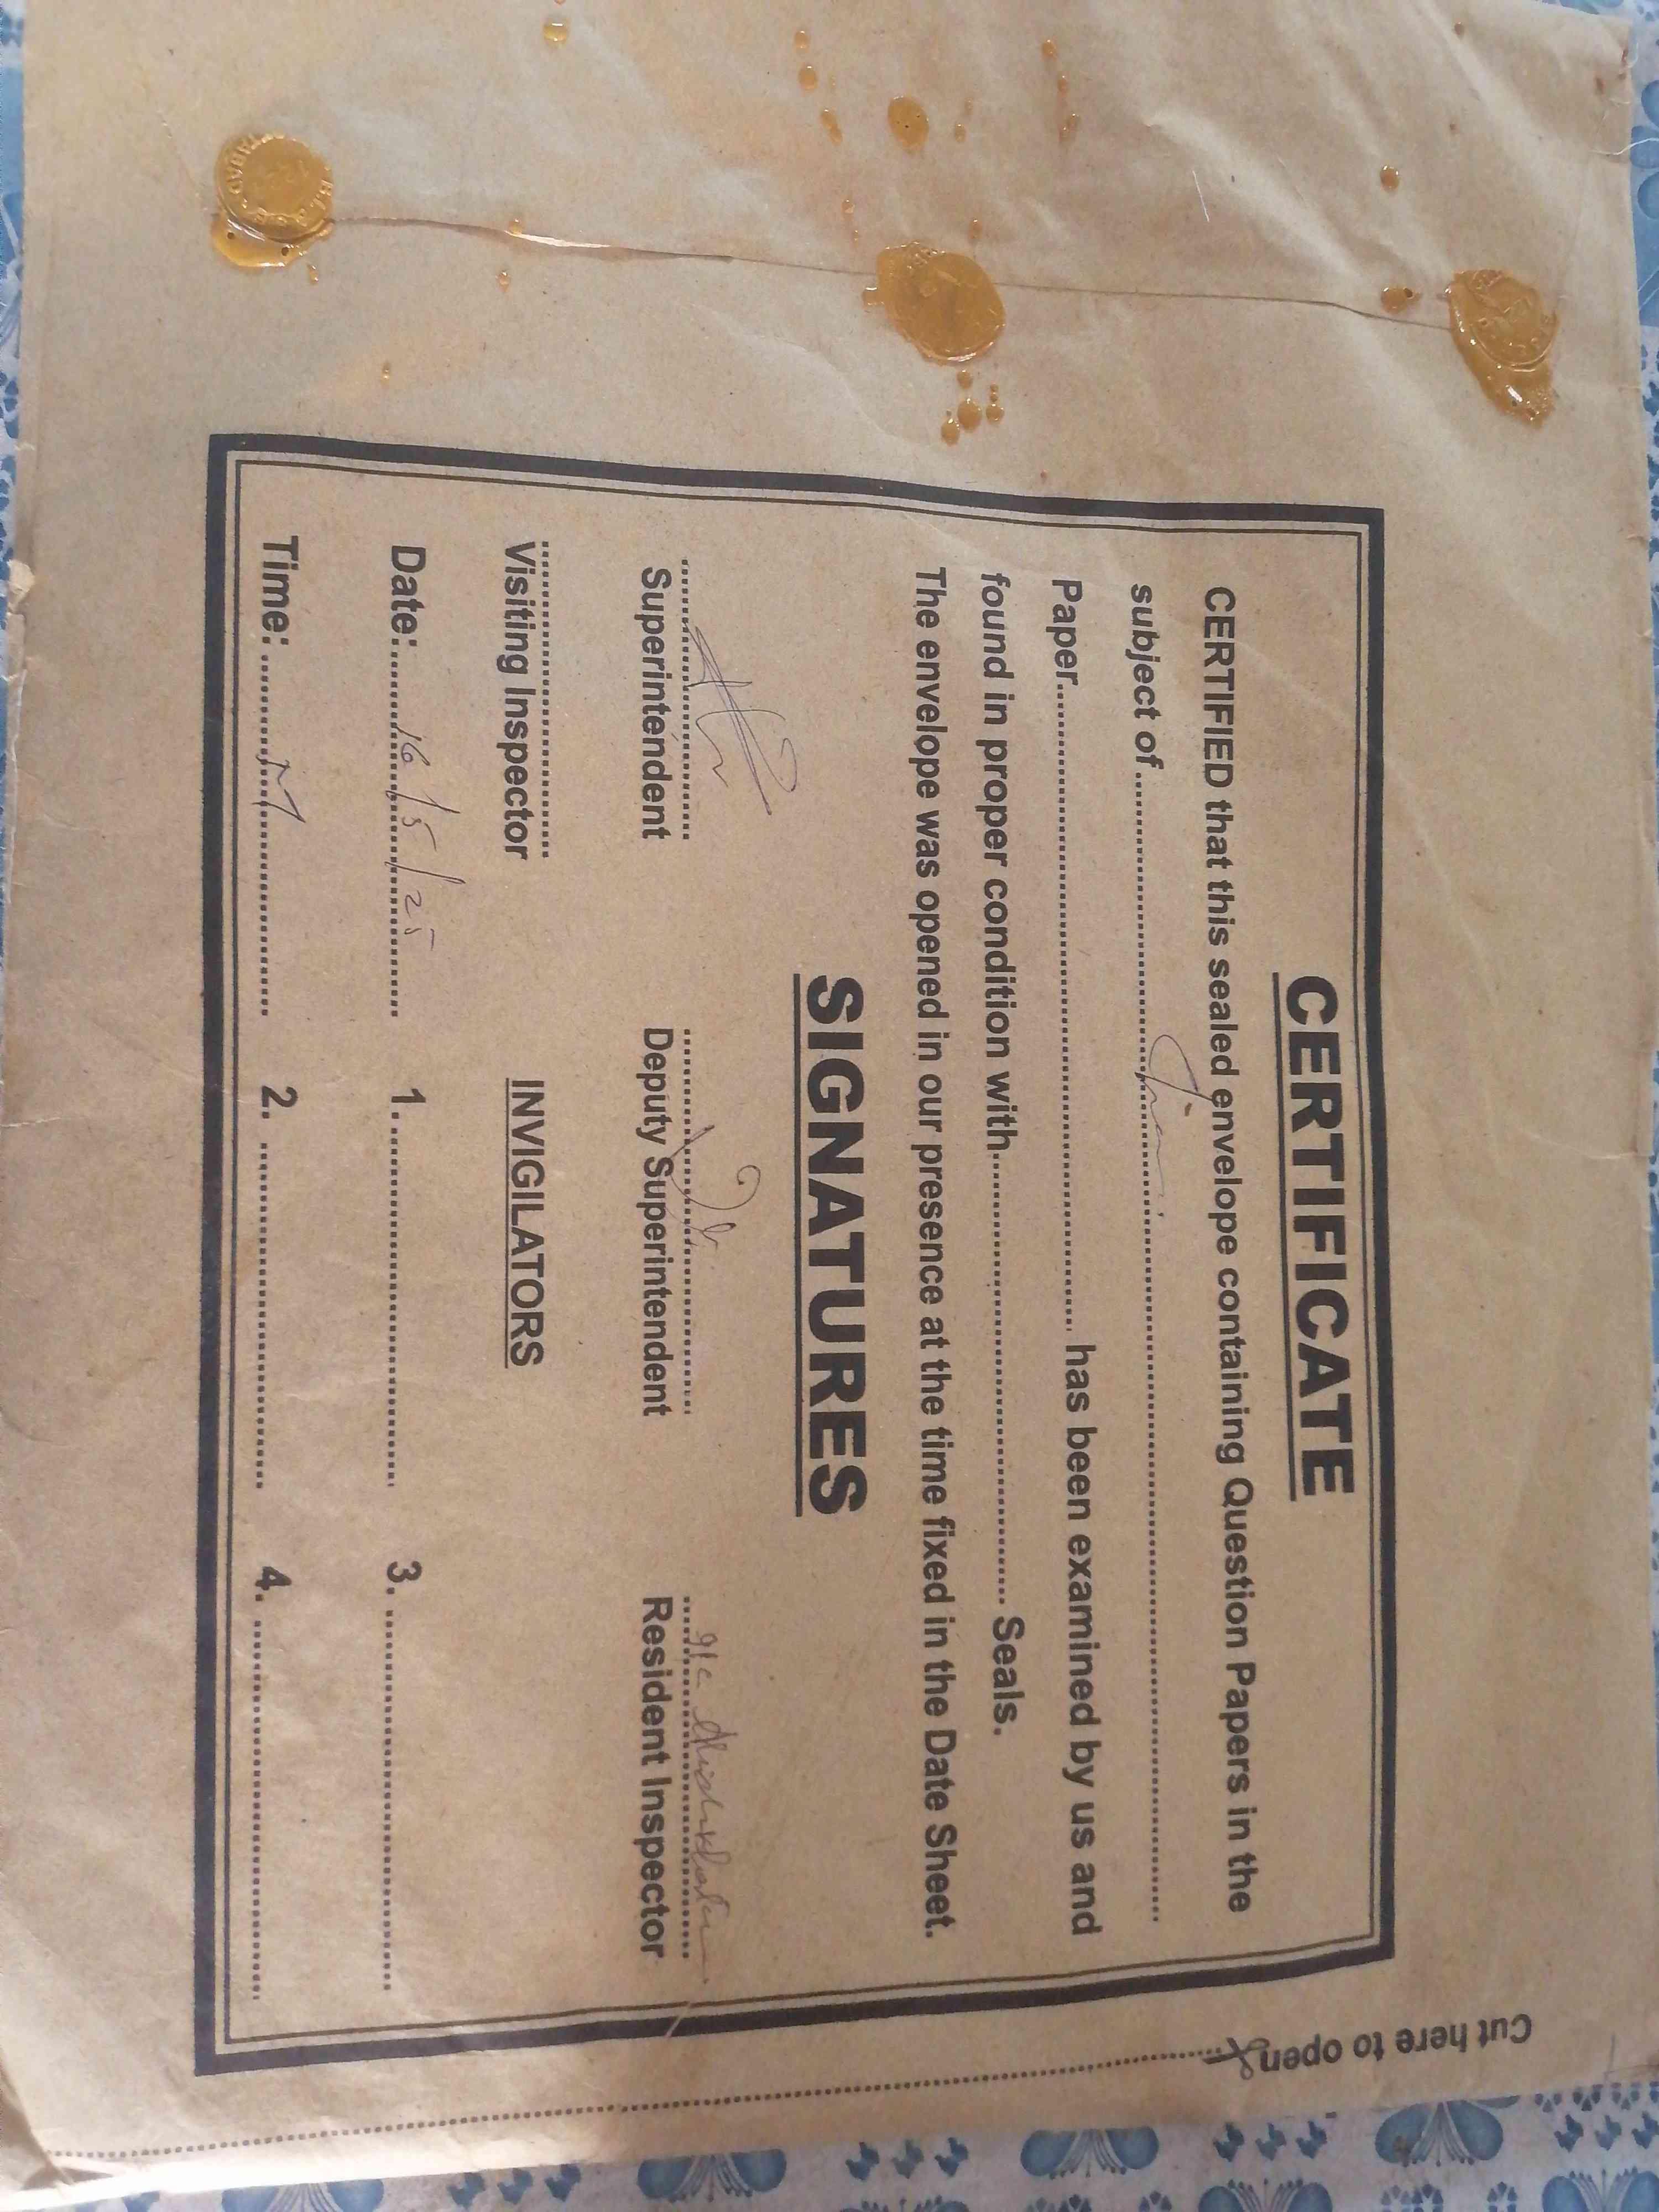 CERTIFICATE
CERTIFIED that this sealed envelope containing Question Papers in the
subject of................
Paper................ has been examined by us and
found in proper condition with................ Seals.
The envelope was opened in our presence at the time fixed in the Date Sheet.
SIGNATURES
Superintendent Deputy Superintendent Resident Inspector
Visiting Inspector INVIGILATORS
Date: 16/5/25 1. ................ 3. ................
Time: M 2. ................ 4. ................
Cut here to open